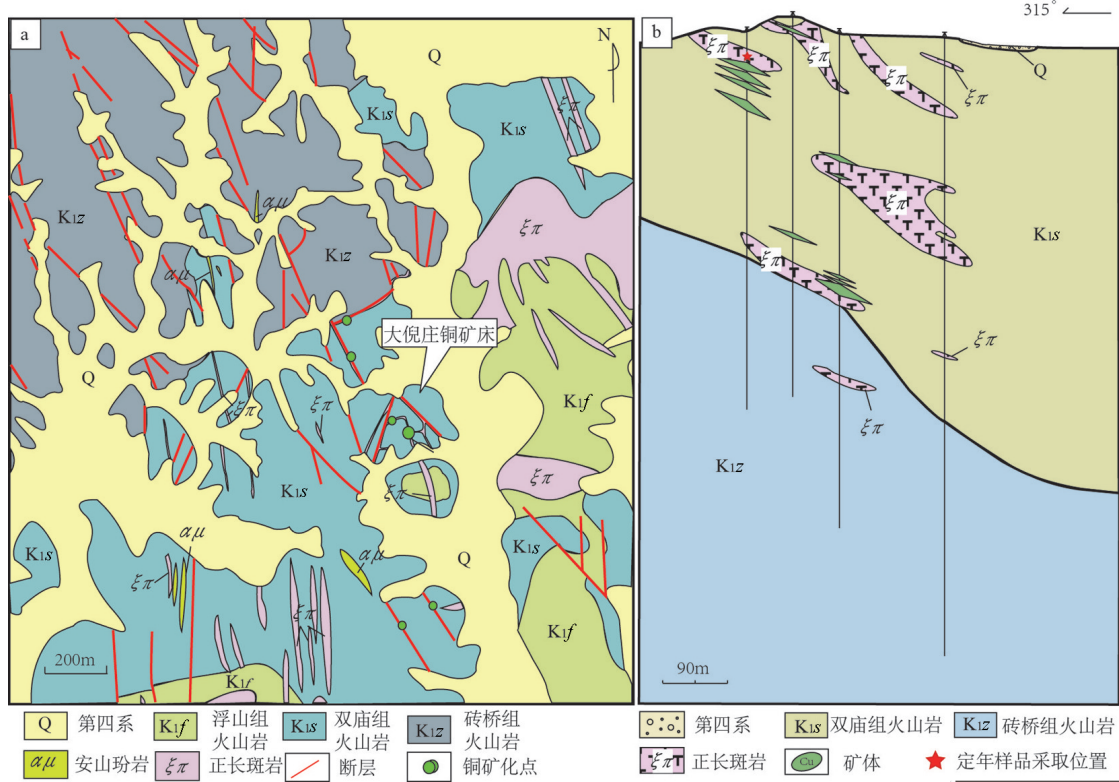 a
Q
N
K1s
ξπ
K1s
K1z
αμ
ξπ
K1z
αμ
大倪庄铜矿床
Q
ξπ
ξπ
K1f
K1s
ξπ
ξπ
αμ
K1s
αμ
Q
K1s
ξπ
ξπ
K1f
200m
K1f
Q 第四系
K1f 浮山组
火山岩
K1s 双庙组
火山岩
K1z 砖桥组
火山岩
αμ 安山玢岩
ξπ 正长斑岩
断层
铜矿化点
b
315°
ξπ
ξπ
ξπ
ξπ
Q
ξπ
K1s
ξπ
ξπ
ξπ
K1z
90m
第四系
K1s 双庙组火山岩
K1z 砖桥组火山岩
ξπ 正长斑岩
Cu 矿体
定年样品采取位置